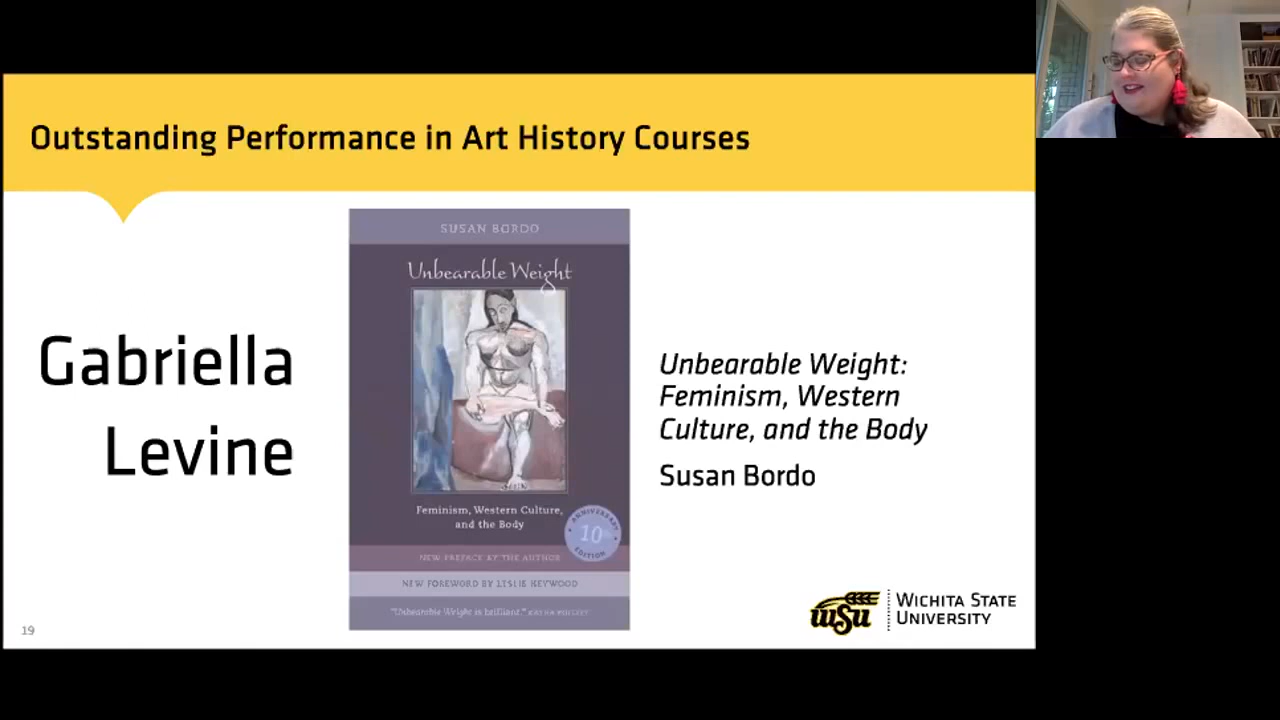 Outstanding Performance in Art History Courses
Gabriella
Levine
SUSAN BORDO
Unbearable Weight
Feminism, Western Culture,
and the Body
ANNIVERSARY
10
EDITION
NEW PREFACE BY THE AUTHOR
NEW FOREWORD BY LESLIE HEYWOOD
"Unbearable Weight is brilliant."
Unbearable Weight:
Feminism, Western
Culture, and the Body
Susan Bordo
wsu
WICHITA STATE
UNIVERSITY
19